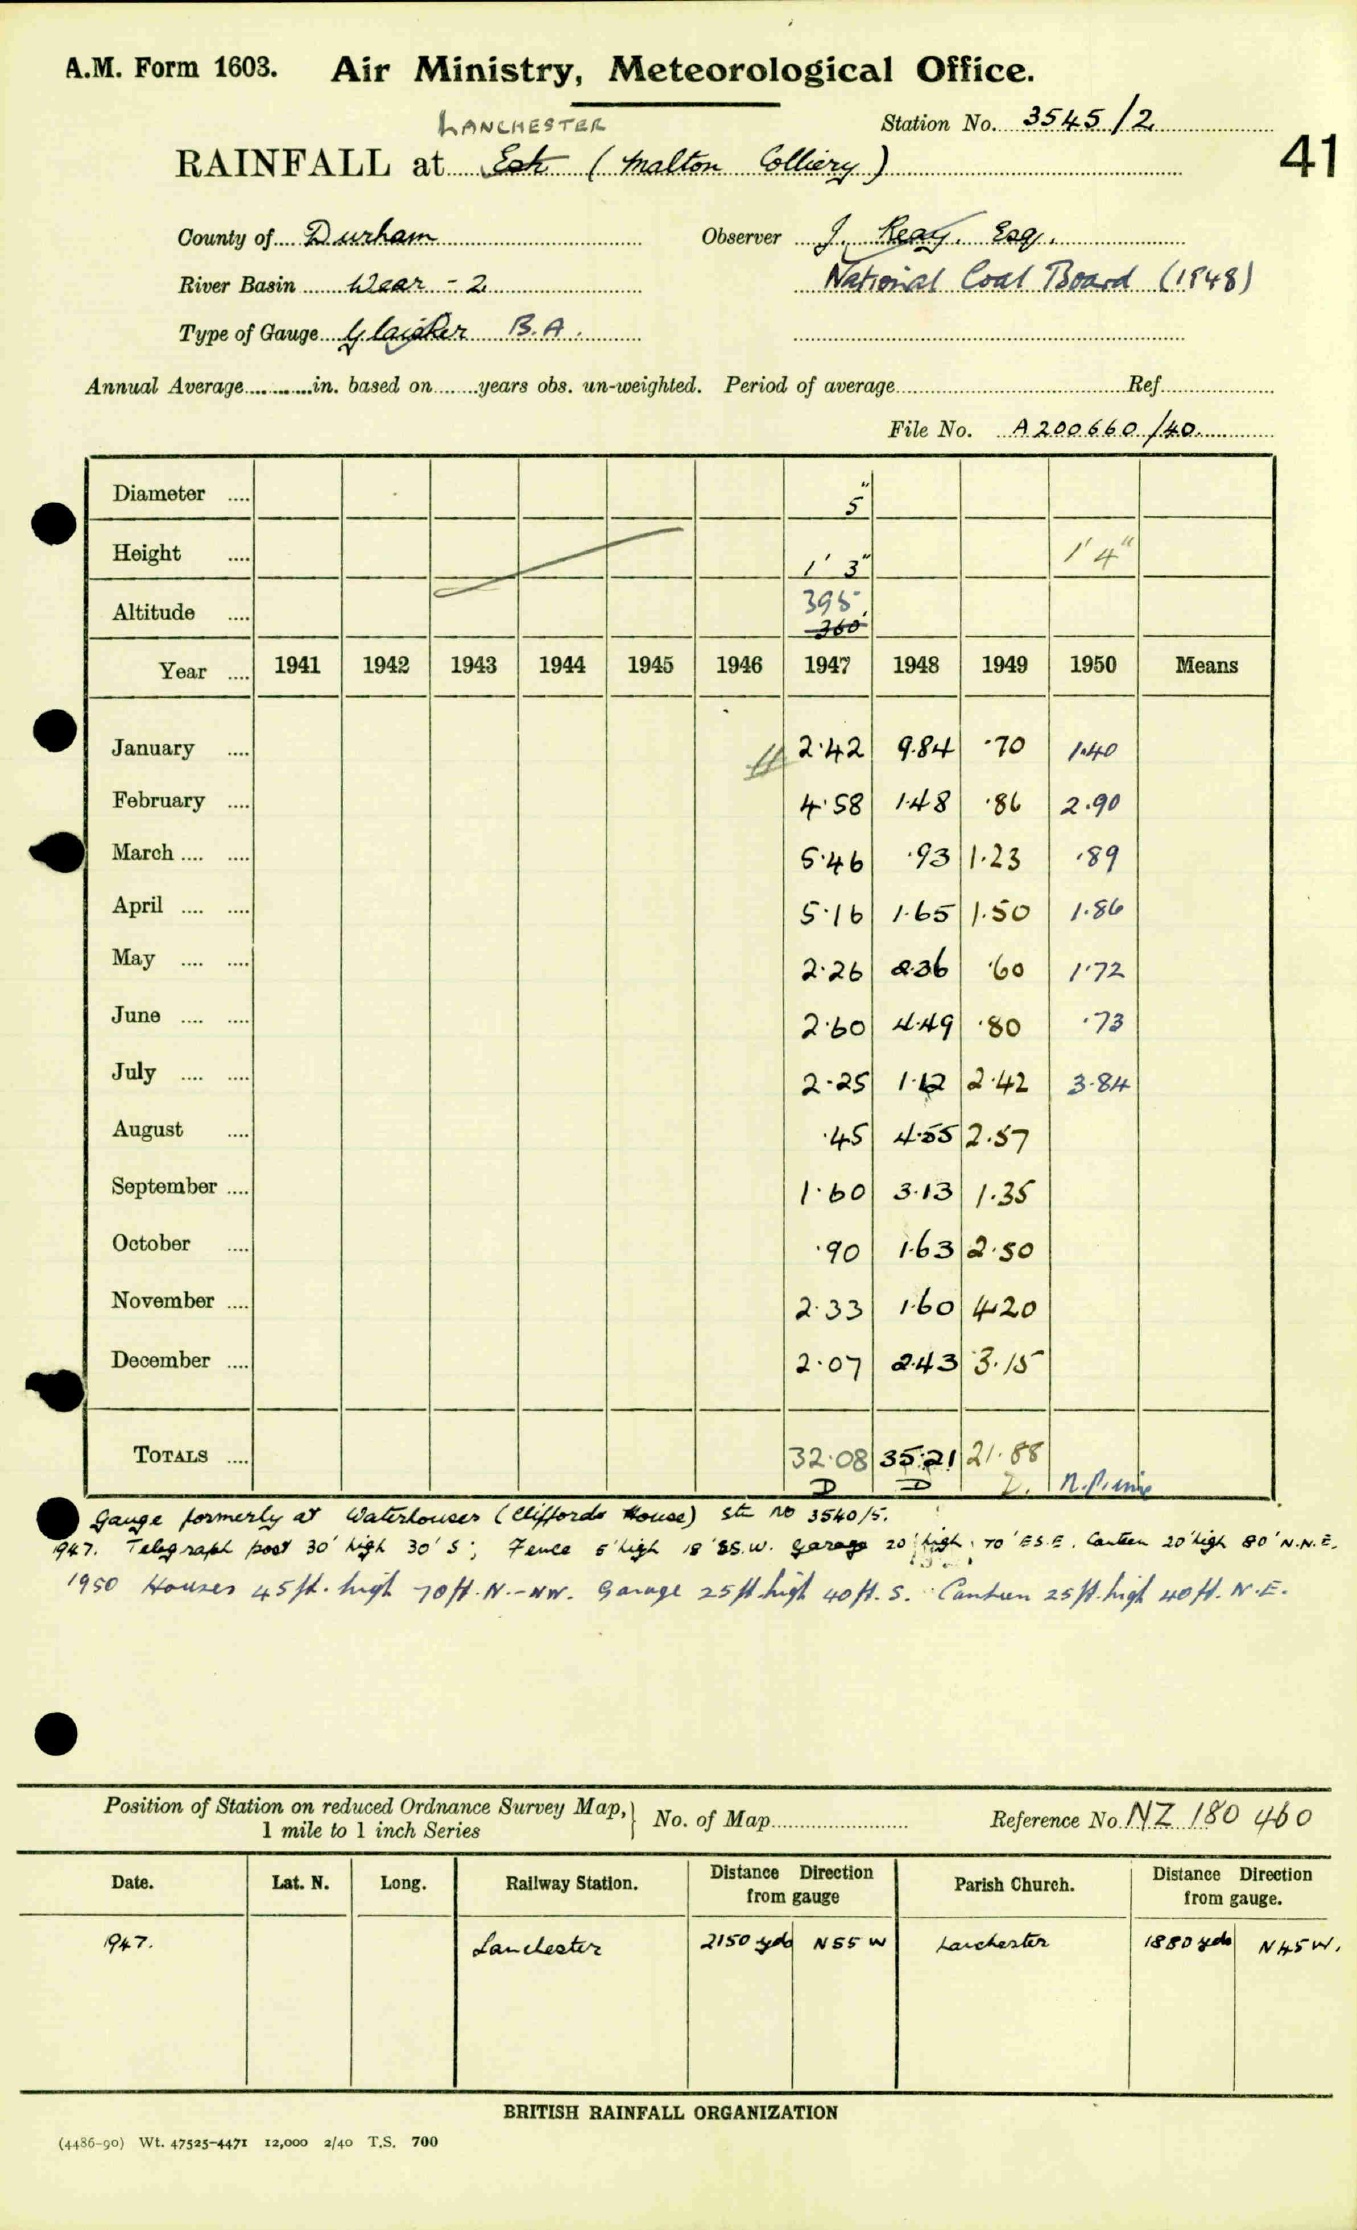 A.M. Form 1603. Air Ministry, Meteorological Office.
LANCHESTER
Station No. 3545/2
41
RAINFALL at Esh (Malton Colliery)
County of Durham Observer J. Reay. Esq.
River Basin Wear - 2 National Coal Board (1948)
Type of Gauge Glaisher B.A.
Annual Average in. based on years obs. un-weighted. Period of average Ref.
File No. A200660/40
Diameter 5"
Height 1' 3" 1' 4"
Altitude 395 360
Year 1941 1942 1943 1944 1945 1946 1947 1948 1949 1950 Means
January 2.42 9.84 .70 1.40
February 4.58 1.48 .86 2.90
March 5.46 .93 1.23 .89
April 5.16 1.65 1.50 1.86
May 2.26 2.36 .60 1.72
June 2.60 4.49 .80 .73
July 2.25 1.12 2.42 3.84
August .45 4.55 2.57
September 1.60 3.13 1.35
October .90 1.63 2.50
November 2.33 1.60 4.20
December 2.07 2.43 3.15
TOTALS 32.08 35.21 21.88
D D D.
Gauge formerly at Waterhouses (Cliffords House) Stn no 3540/5.
1947. Telegraph post 30' high 30' S; Fence 5' high 18' SS.W. Garage 20' high 70' E.S.E. Canteen 20' high 80' N.N.E.
1950 Houses 45ft. high 70ft. N.-NW. Garage 25ft. high 40ft. S. Canteen 25ft. high 40ft. N.E.
Position of Station on reduced Ordnance Survey Map, 1 mile to 1 inch Series } No. of Map Reference No. NZ 180 460
Date. Lat. N. Long. Railway Station. Distance Direction from gauge Parish Church. Distance Direction from gauge.
1947. Lanchester 2150 yds N55W Lanchester 1880 yds N45W.
BRITISH RAINFALL ORGANIZATION
(4486-90) Wt. 47525-4471 12,000 2/40 T.S. 700